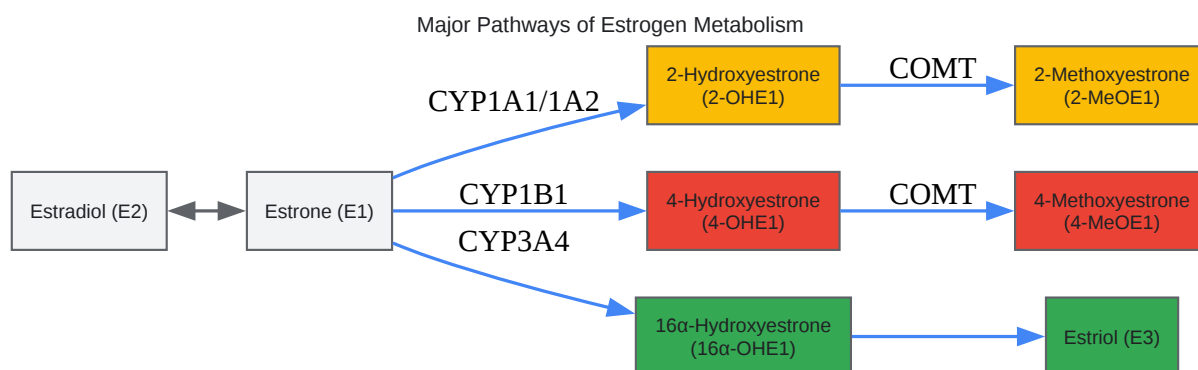 Major Pathways of Estrogen Metabolism
2-Hydroxyestrone
(2-OHE1)
COMT
2-Methoxyestrone
(2-MeOE1)
CYP1A1/1A2
Estradiol (E2)
Estrone (E1)
CYP1B1
4-Hydroxyestrone
(4-OHE1)
COMT
4-Methoxyestrone
(4-MeOE1)
CYP3A4
16α-Hydroxyestrone
(16α-OHE1)
Estriol (E3)